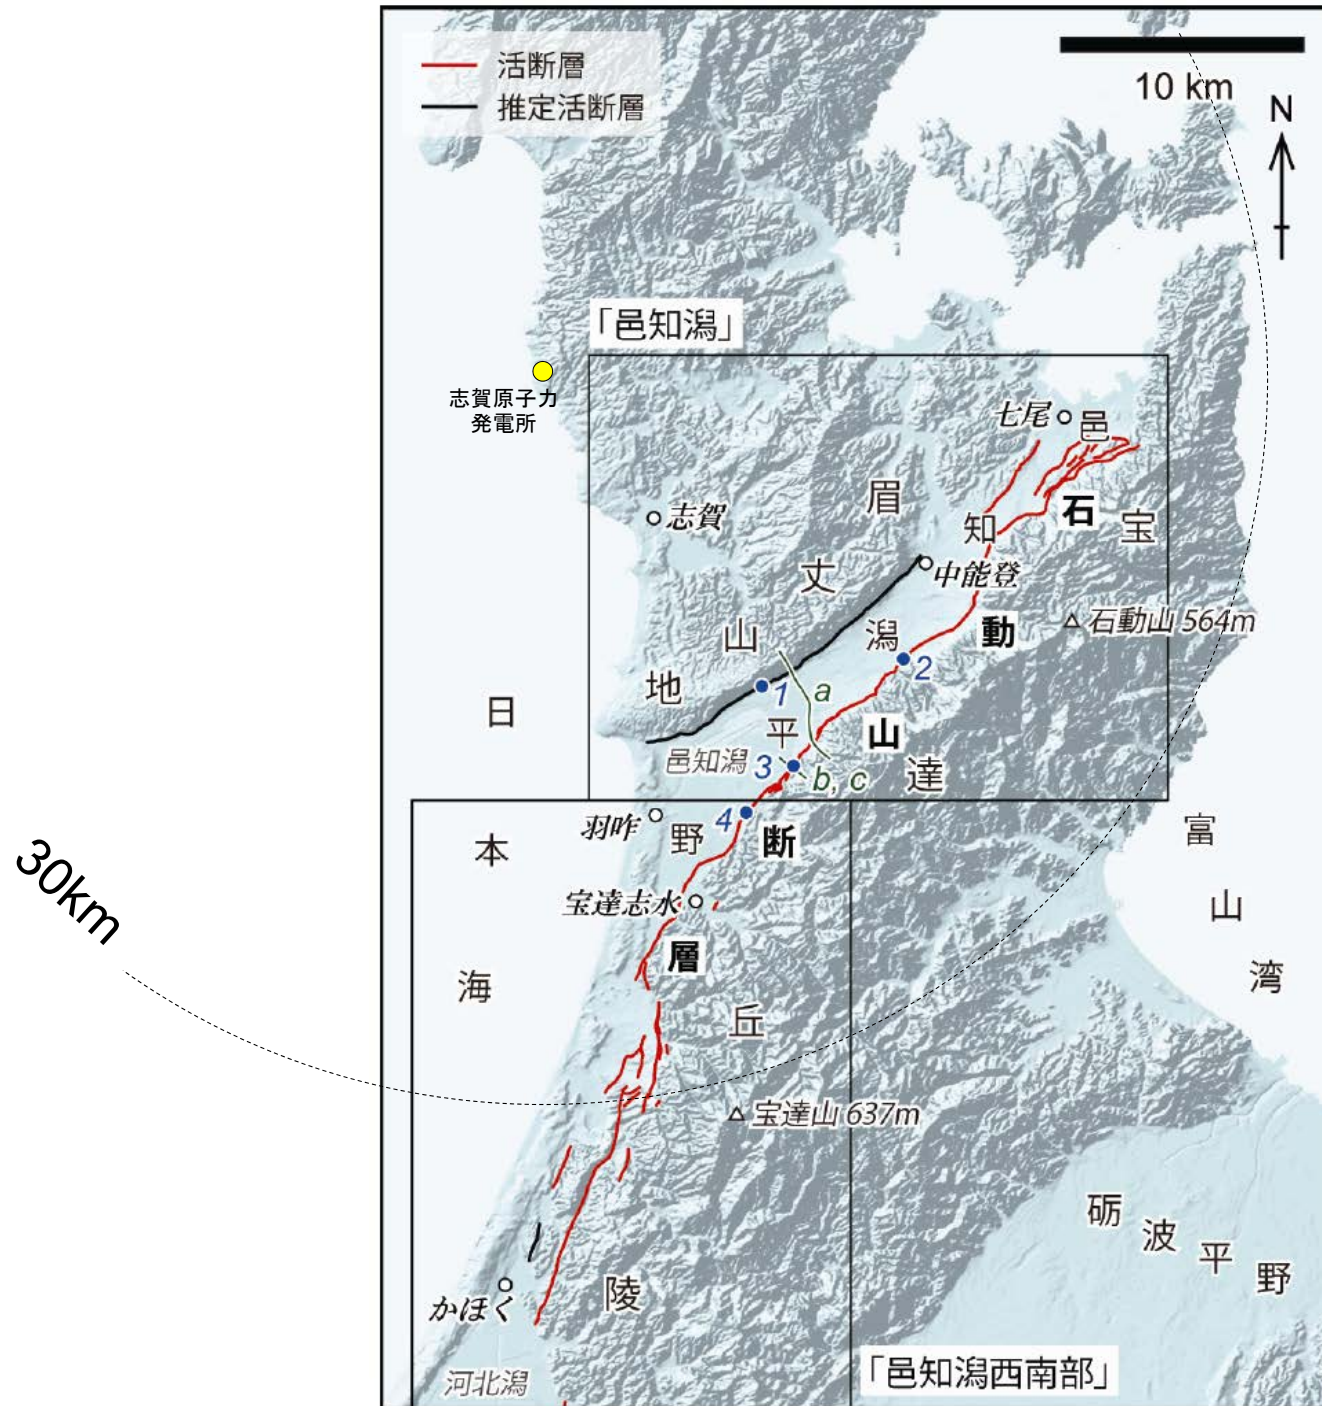 活断層
推定活断層
10 km
N
「邑知潟」
志賀原子力
発電所
七尾
邑
石
宝
眉
知
志賀
丈
中能登
動
石動山 564m
山
潟
2
地
1
a
日
平
山
邑知潟
3
b, c
達
4
羽咋
野
断
本
富
30km
宝達志水
山
層
海
湾
丘
宝達山 637m
砺
波
平
野
かほく
陵
河北潟
「邑知潟西南部」